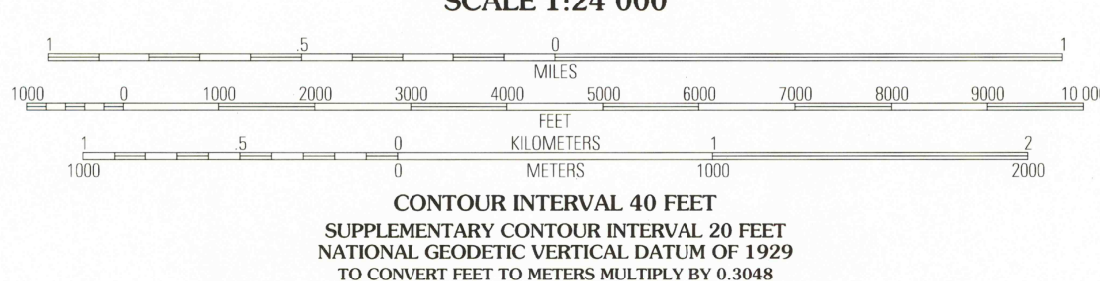 SCALE 1:24 000
1 .5 0 1
MILES
1000 0 1000 2000 3000 4000 5000 6000 7000 8000 9000 10 000
FEET
1 .5 0 KILOMETERS 1 2
1000 0 METERS 1000 2000
CONTOUR INTERVAL 40 FEET
SUPPLEMENTARY CONTOUR INTERVAL 20 FEET
NATIONAL GEODETIC VERTICAL DATUM OF 1929
TO CONVERT FEET TO METERS MULTIPLY BY 0.3048